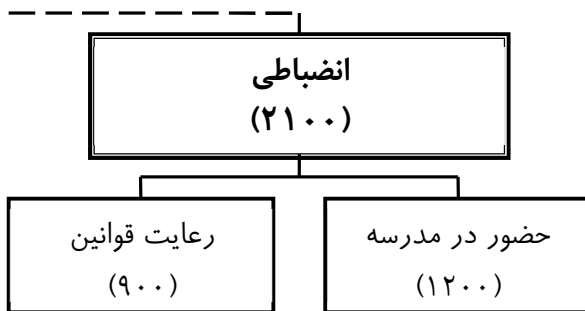 انضباطی
(۲۱۰۰)
حضور در مدرسه
(۱۲۰۰)
رعایت قوانین
(۹۰۰)